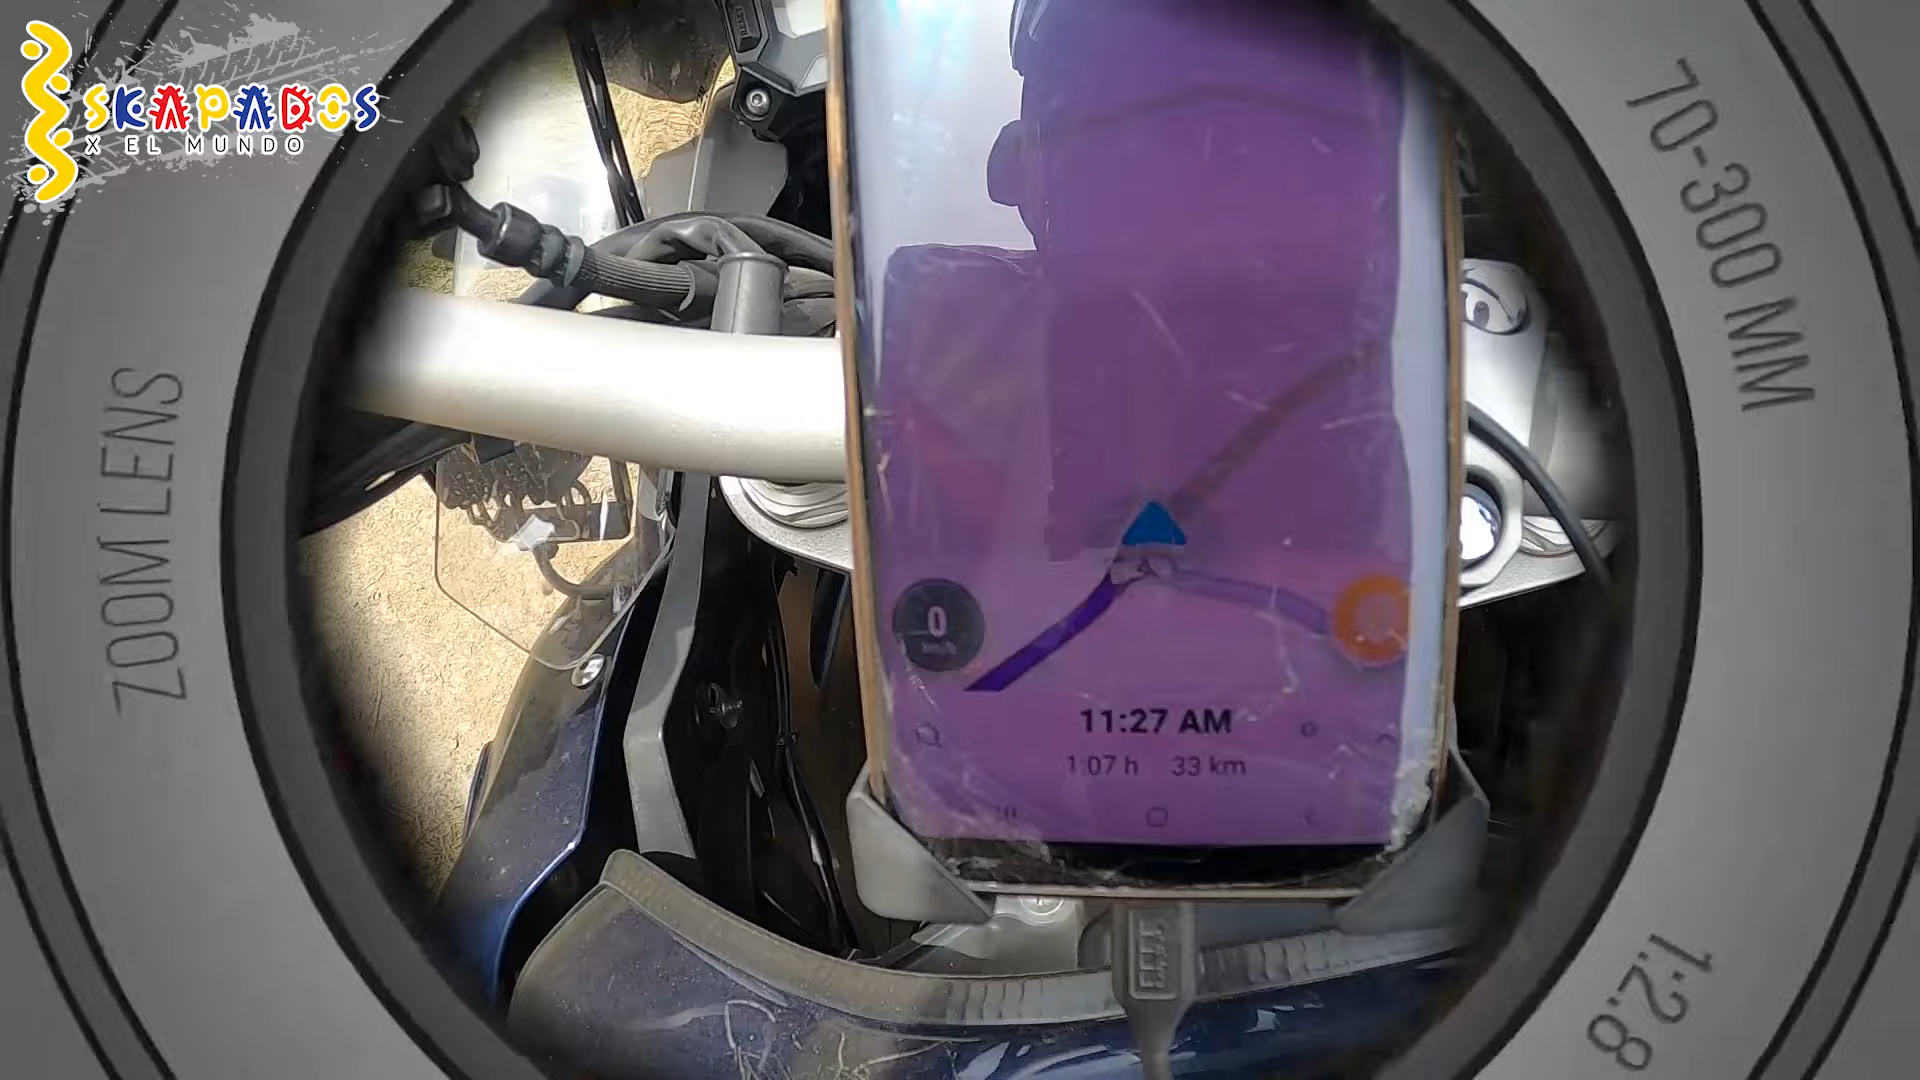 ESKAPADOS
X EL MUNDO
ZOOM LENS
70-300 MM
1:2.8
0
km/h
11:27 AM
1:07 h 33 km